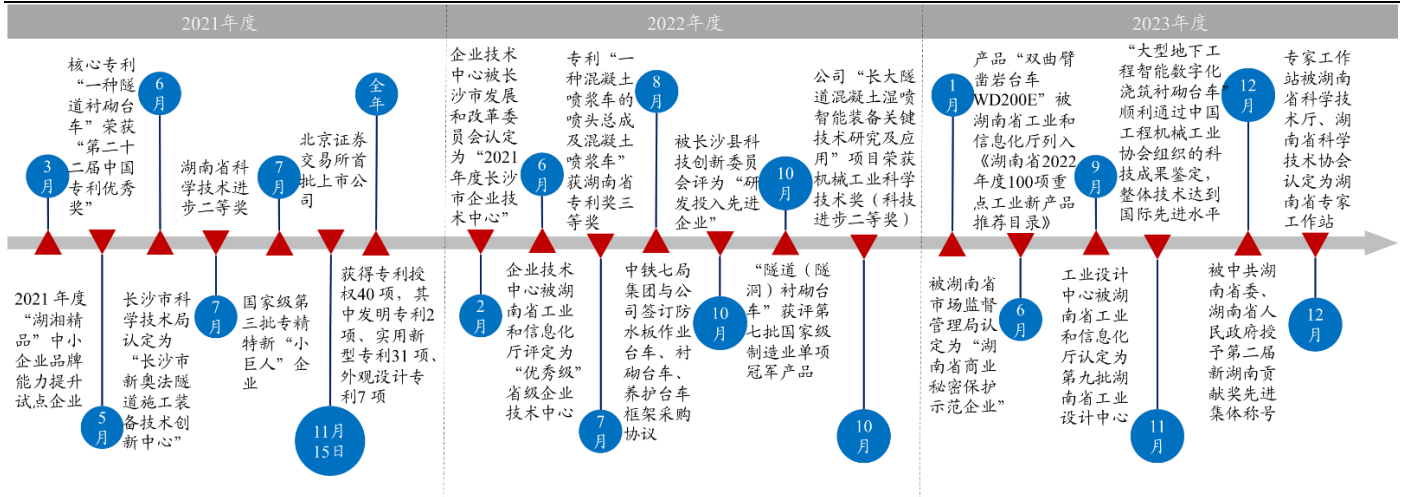 2021年度
2022年度
2023年度
3
月
2021 年度
“湖湘精
品”中小
企业品牌
能力提升
试点企业
核心专利
“一种隧
道衬砌台
车”荣获
“第二十
二届中国
专利优秀
奖”
5
月
6
月
长沙市科
学技术局
认定为
“长沙市
新奥法隧
道施工装
备技术创
新中心”
湖南省科
学技术进
步二等奖
7
月
7
月
国家级第
三批专精
特新“小
巨人”企
业
北京证券
交易所首
批上市公
司
11月
15日
全
年
获得专利授
权40 项，其
中发明专利2
项、实用新
型专利31 项、
外观设计专
利7 项
企业技术
中心被长
沙市发展
和改革委
员会认定
为“2021
年度长沙
市企业技
术中心”
2
月
6
月
企业技术
中心被湖
南省工业
和信息化
厅评定为
“优秀级”
省级企业
技术中心
专利“一
种混凝土
喷浆车的
喷头总成
及混凝土
喷浆车”
获湖南省
专利奖三
等奖
7
月
8
月
中铁七局
集团与公
司签订防
水板作业
台车、衬
砌台车、
养护台车
框架采购
协议
被长沙县科
技创新委员
会评为“研
发投入先进
企业”
10
月
10
月
“隧道（隧
洞）衬砌台
车”获评第
七批国家级
制造业单项
冠军产品
公司“长大隧
道混凝土湿喷
智能装备关键
技术研究及应
用”项目荣获
机械工业科学
技术奖（科技
进步二等奖）
10
月
1
月
被湖南省
市场监督
管理局认
定为“湖
南省商业
秘密保护
示范企业”
产品“双曲臂
凿岩台车
WD200E”被
湖南省工业和
信息化厅列入
《湖南省2022
年度100项重
点工业新产品
推荐目录》
6
月
9
月
工业设计
中心被湖
南省工业
和信息化
厅认定为
第九批湖
南省工业
设计中心
“大型地下工
程智能数字化
浇筑衬砌台车”
顺利通过中国
工程机械工业
协会组织的科
技成果鉴定，
整体技术达到
国际先进水平
11
月
12
月
被中共湖
南省委、
湖南省人
民政府授
予第二届
新湖南贡
献奖先进
集体称号
专家工作
站被湖南
省科学技
术厅、湖
南省科学
技术协会
认定为湖
南省专家
工作站
12
月